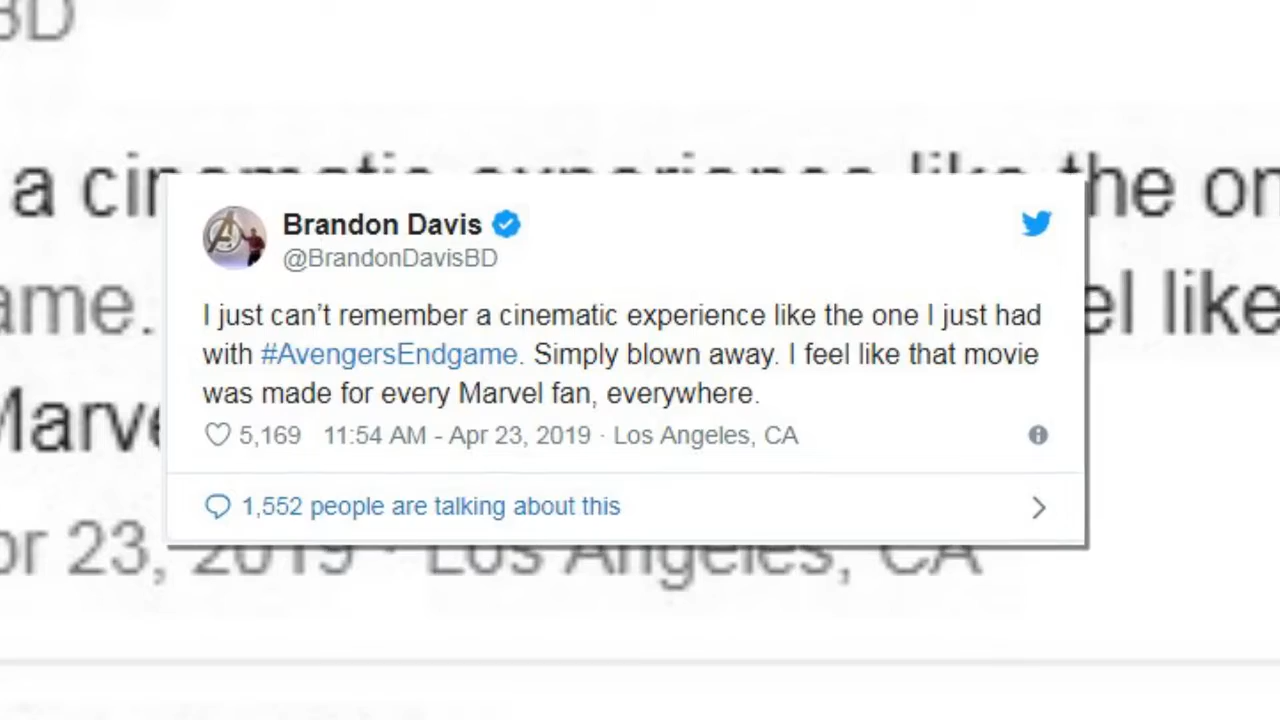 BD
a cinematic experience like the on
ame.
el like
Marve
Brandon Davis
@BrandonDavisBD
I just can’t remember a cinematic experience like the one I just had
with #AvengersEndgame. Simply blown away. I feel like that movie
was made for every Marvel fan, everywhere.
5,169 11:54 AM - Apr 23, 2019 · Los Angeles, CA
1,552 people are talking about this
or 23, 2019 · Los Angeles, CA